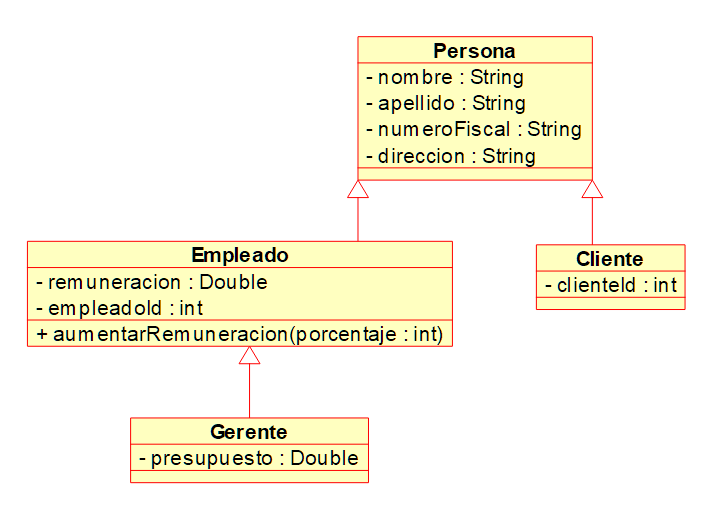 Persona
- nombre : String
- apellido : String
- numeroFiscal : String
- direccion : String
Empleado
- remuneracion : Double
- empleadoId : int
+ aumentarRemuneracion(porcentaje : int)
Cliente
- clienteId : int
Gerente
- presupuesto : Double